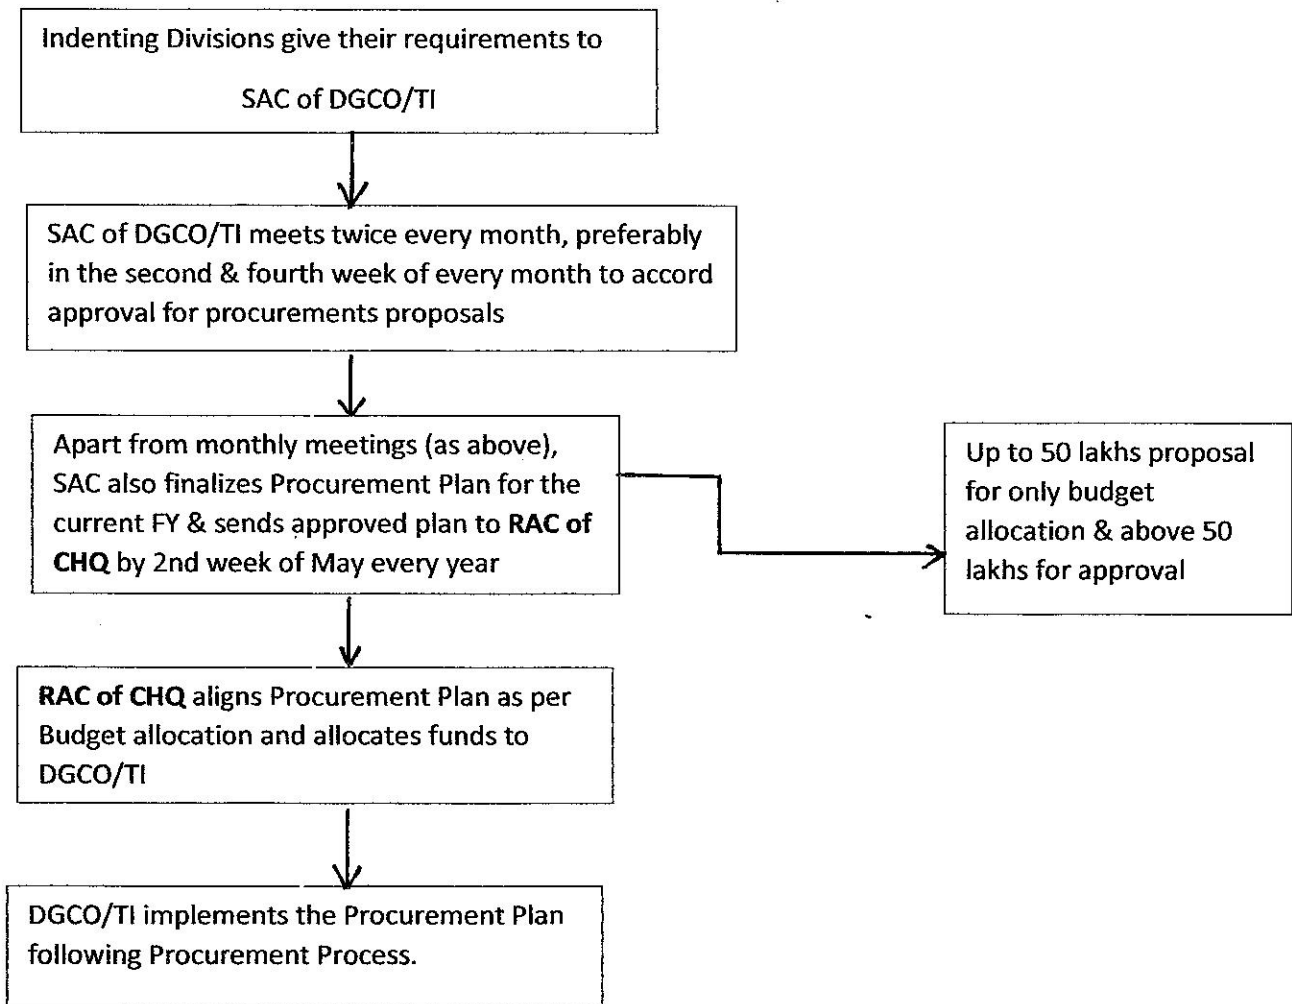 Indenting Divisions give their requirements to
SAC of DGCO/TI
SAC of DGCO/TI meets twice every month, preferably
in the second & fourth week of every month to accord
approval for procurements proposals
Apart from monthly meetings (as above),
SAC also finalizes Procurement Plan for the
current FY & sends approved plan to RAC of
CHQ by 2nd week of May every year
Up to 50 lakhs proposal
for only budget
allocation & above 50
lakhs for approval
RAC of CHQ aligns Procurement Plan as per
Budget allocation and allocates funds to
DGCO/TI
DGCO/TI implements the Procurement Plan
following Procurement Process.